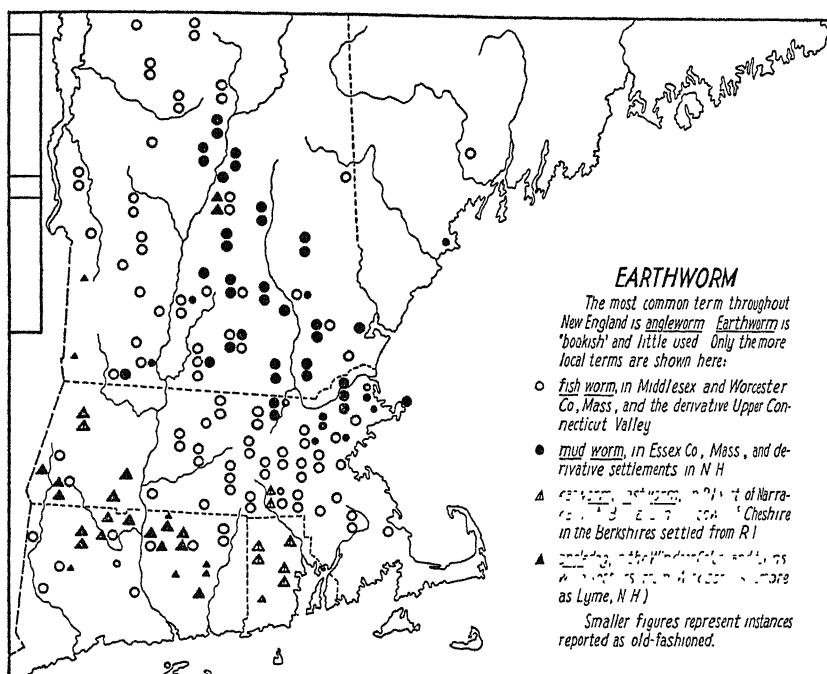 EARTHWORM
The most common term throughout
New England is angleworm Earthworm is
'bookish' and little used Only the more
local terms are shown here:
fish worm, in Middlesex and Worcester
Co, Mass, and the derivative Upper Con-
necticut Valley
mud worm, in Essex Co, Mass, and de-
rivative settlements in N H
of Narra-
Cheshire
in the Berkshires settled from R I
as Lyme, N H)
Smaller figures represent instances
reported as old-fashioned.